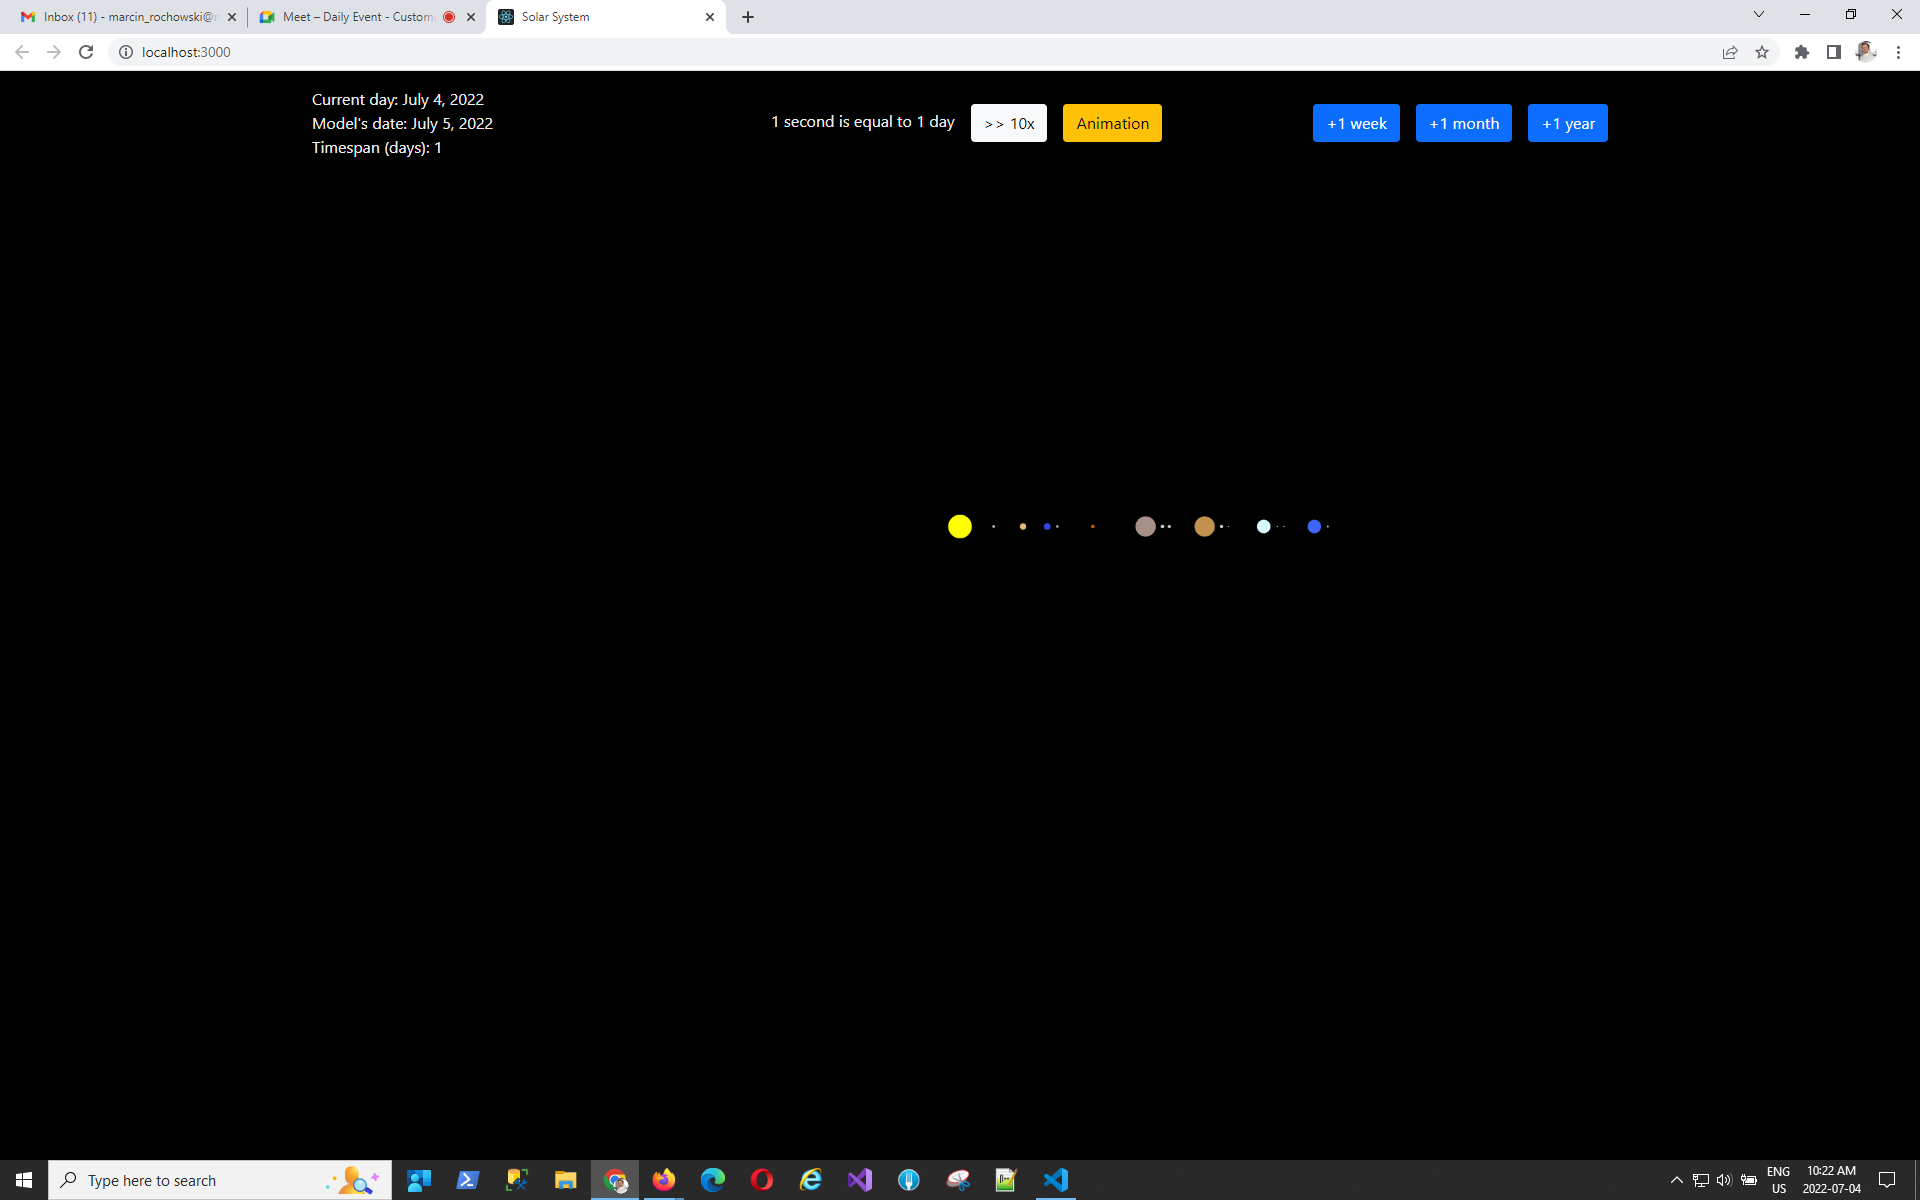 Inbox (11) - marcin_rochowski@
Meet – Daily Event - Custom
Solar System
localhost:3000
Current day: July 4, 2022
Model's date: July 5, 2022
Timespan (days): 1
1 second is equal to 1 day
>> 10x
Animation
+1 week
+1 month
+1 year
Type here to search
ENG
US
10:22 AM
2022-07-04